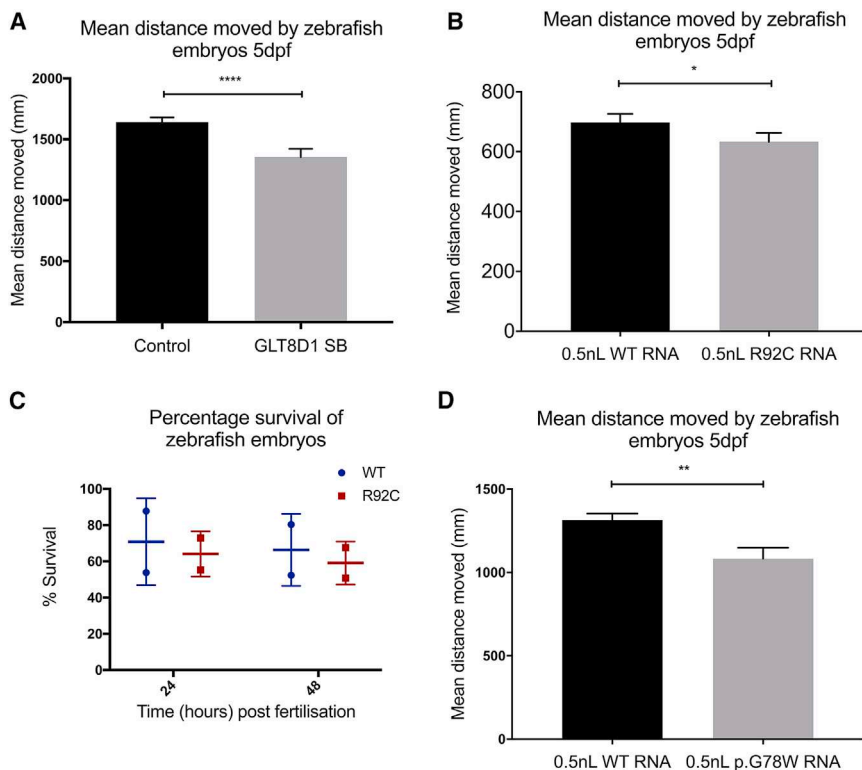 A
Mean distance moved by zebrafish
embryos 5dpf
****
Mean distance moved (mm)
2000
1500
1000
500
0
Control
GLT8D1 SB
B
Mean distance moved by zebrafish
embryos 5dpf
*
Mean distance moved (mm)
800
600
400
200
0
0.5nL WT RNA
0.5nL R92C RNA
C
Percentage survival of
zebrafish embryos
WT
R92C
% Survival
100
80
60
40
20
0
24
48
Time (hours) post fertilisation
D
Mean distance moved by zebrafish
embryos 5dpf
**
Mean distance moved (mm)
1500
1000
500
0
0.5nL WT RNA
0.5nL p.G78W RNA